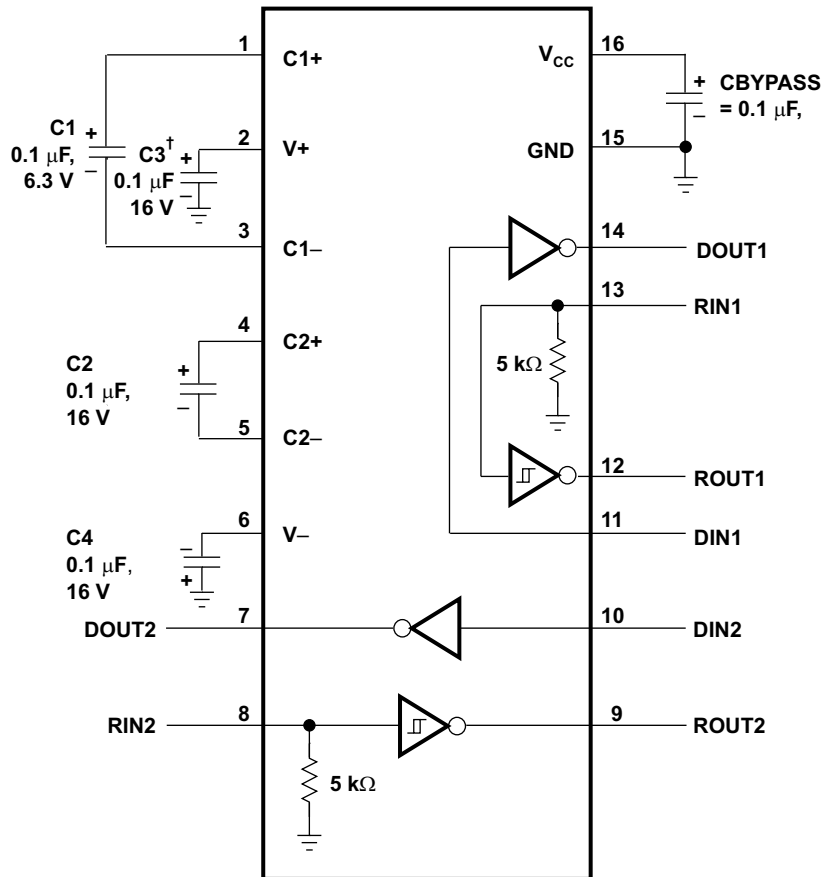 1
C1+
VCC
16
+
CBYPASS
= 0.1 μF,
–
C1
0.1 μF,
6.3 V
+
–
2
V+
C3†
0.1 μF
16 V
+
–
15
GND
3
C1–
14
DOUT1
13
RIN1
4
C2+
5 kΩ
C2
0.1 μF,
16 V
+
–
5
C2–
12
ROUT1
11
DIN1
6
V–
C4
0.1 μF,
16 V
–
+
DOUT2
7
10
DIN2
RIN2
8
9
ROUT2
5 kΩ